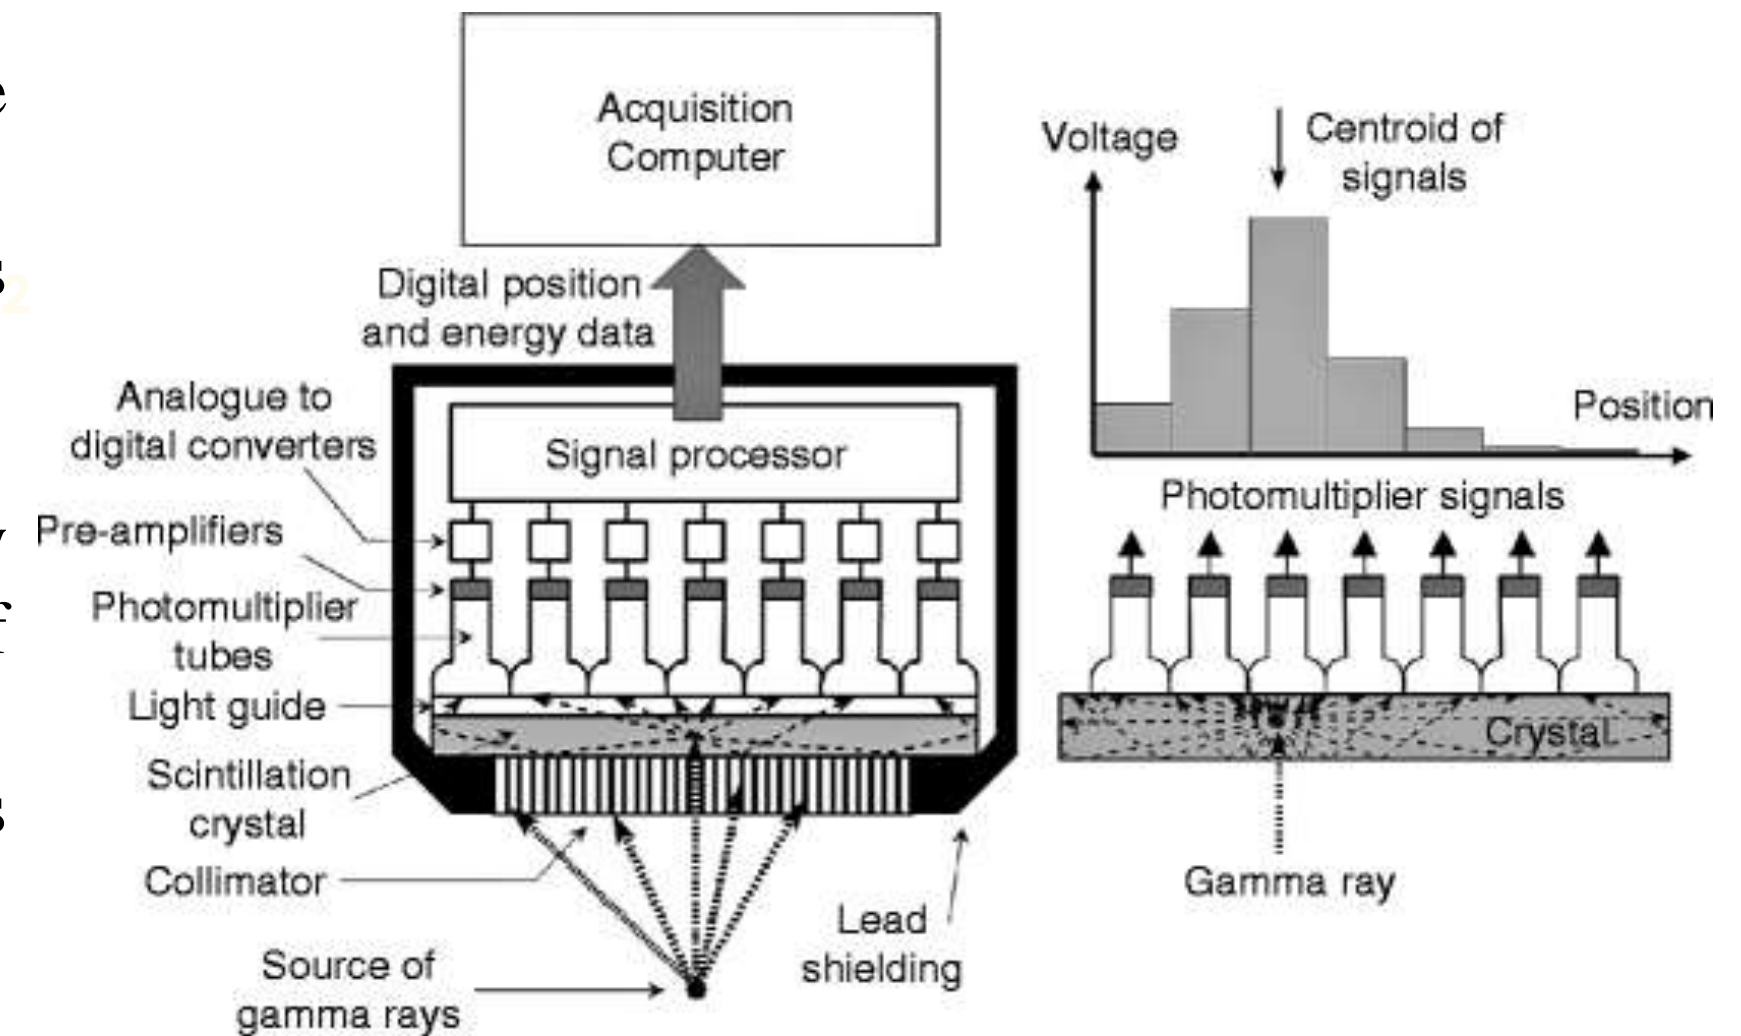 Acquisition
Computer
Digital position
and energy data
Analogue to
digital converters
Signal processor
Pre-amplifiers
Photomultiplier
tubes
Light guide
Scintillation
crystal
Collimator
Source of
gamma rays
Lead
shielding
Voltage
Centroid of
signals
Position
Photomultiplier signals
Crystal
Gamma ray
e
s
2
y
f
s